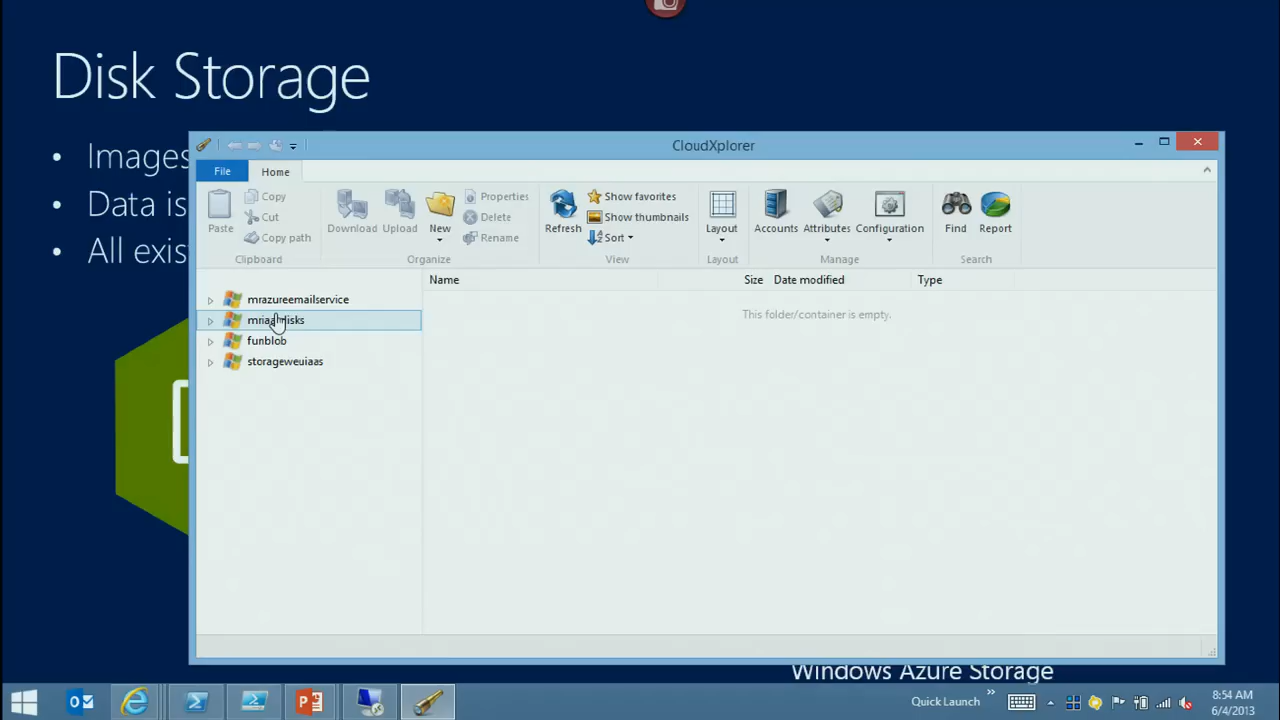 Disk Storage
• Images
• Data is
• All exis
CloudXplorer
File
Home
Paste
Copy
Cut
Copy path
Clipboard
Download
Upload
New
Properties
Delete
Rename
Organize
Refresh
Show favorites
Show thumbnails
Sort
View
Layout
Layout
Accounts
Attributes
Configuration
Manage
Find
Report
Search
Name
Size
Date modified
Type
mrazureemailservice
funblob
storageweuiaas
This folder/container is empty.
Windows Azure Storage
Quick Launch
8:54 AM
6/4/2013